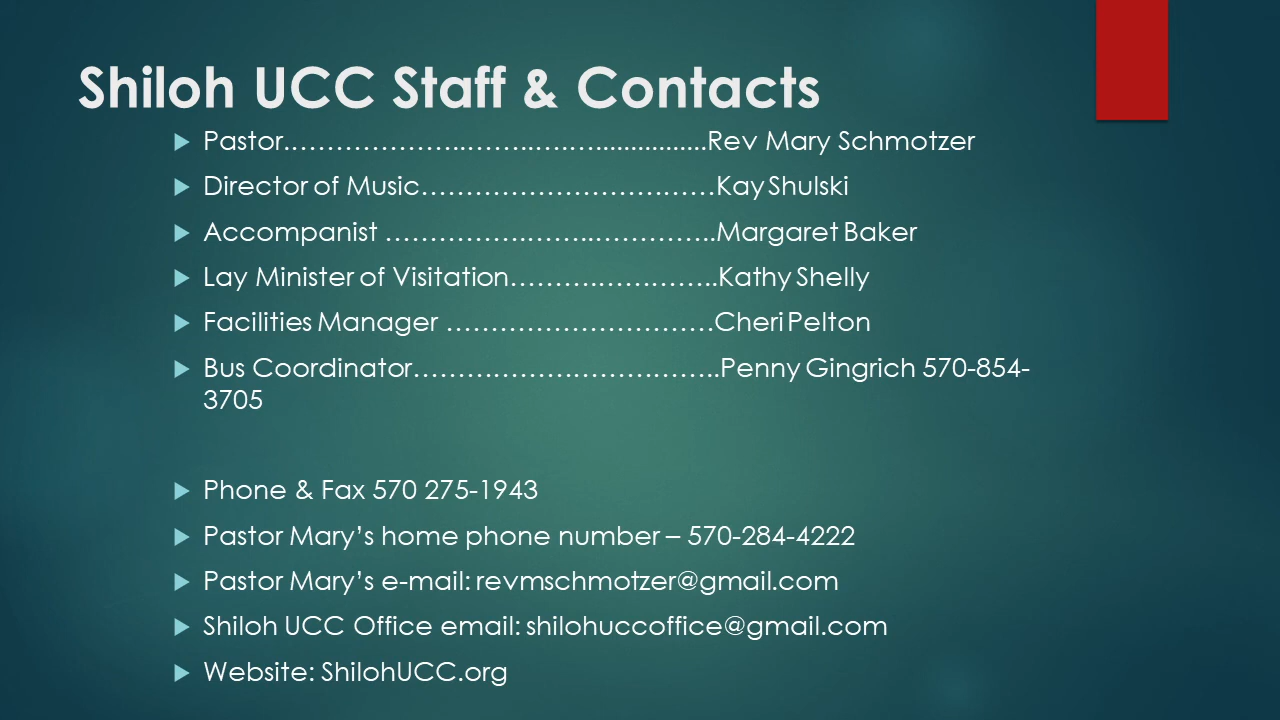 Shiloh UCC Staff & Contacts
Pastor.…………………..……..…..…................Rev Mary Schmotzer
Director of Music……………………………Kay Shulski
Accompanist …………….……..…………..Margaret Baker
Lay Minister of Visitation……….…………..Kathy Shelly
Facilities Manager ………………………….Cheri Pelton
Bus Coordinator……………………………..Penny Gingrich 570-854-
3705
Phone & Fax 570 275-1943
Pastor Mary’s home phone number – 570-284-4222
Pastor Mary’s e-mail: revmschmotzer@gmail.com
Shiloh UCC Office email: shilohuccoffice@gmail.com
Website: ShilohUCC.org